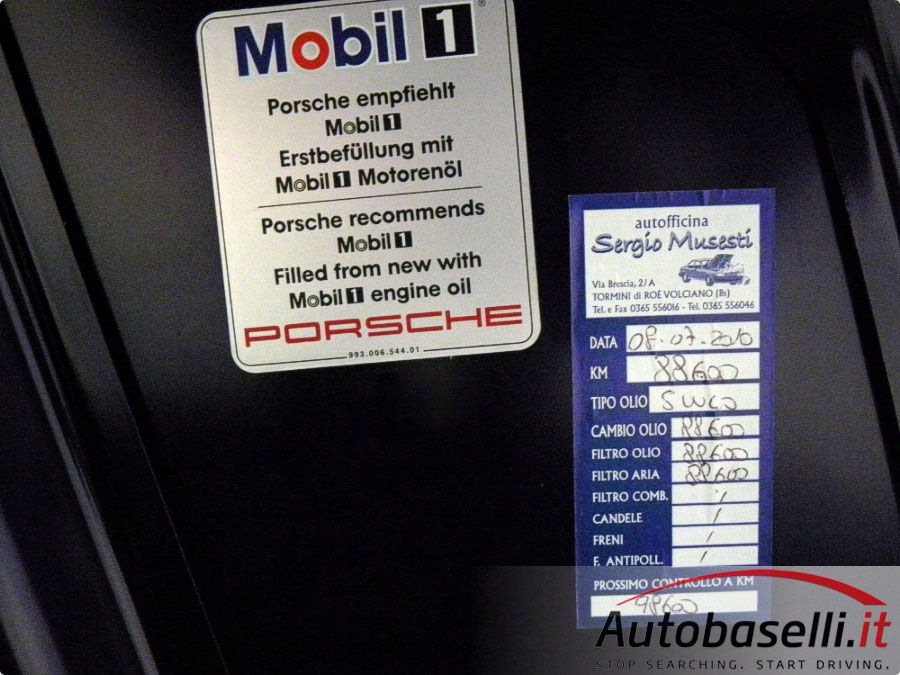 Mobil 1®
Porsche empfiehlt
Mobil 1
Erstbefüllung mit
Mobil 1 Motorenöl
Porsche recommends
Mobil 1
Filled from new with
Mobil 1 engine oil
PORSCHE
993.006.544.01
autofficina
Sergio Musesti
Via Brescia, 2/A
TORMINI di ROÈ VOLCIANO (Bs)
Tel. e Fax 0365 556016 - Tel. 0365 556046
DATA 08-07-2010
KM 88600
TIPO OLIO 5W40
CAMBIO OLIO 88600
FILTRO OLIO 88600
FILTRO ARIA 88600
FILTRO COMB. /
CANDELE /
FRENI /
F. ANTIPOLL. /
PROSSIMO CONTROLLO A KM
98600
Autobaselli.it
STOP SEARCHING. START DRIVING.